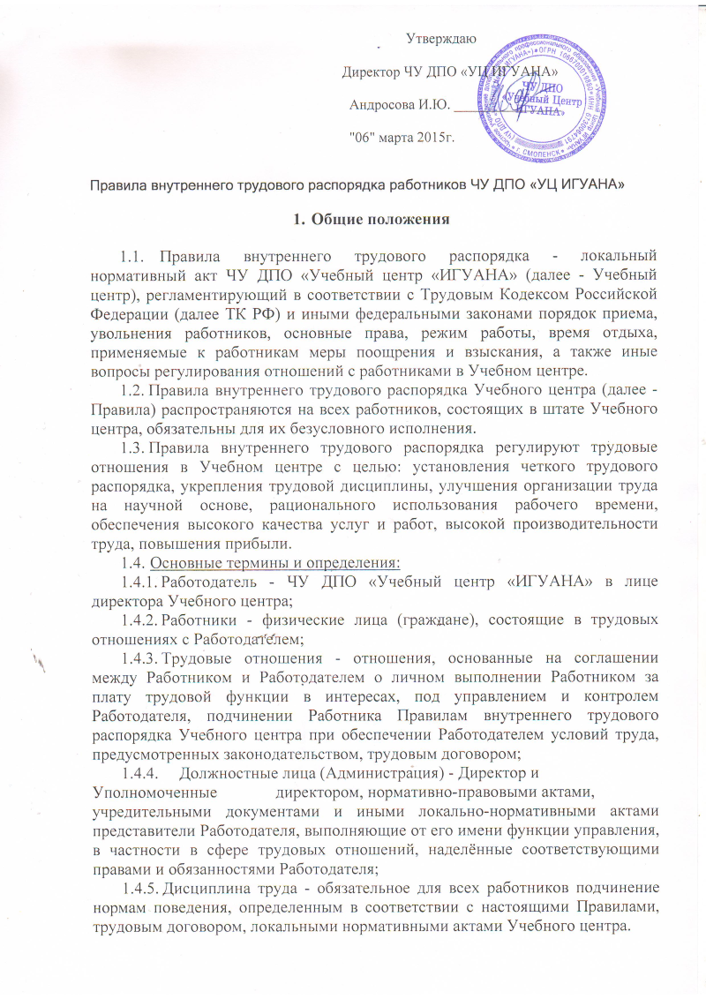 Утверждаю
Директор ЧУ ДПО «УЦ ИГУАНА»
Андросова И.Ю.
"06" марта 2015г.
ЧУ ДПО
«Учебный Центр
ИГУАНА»
г. СМОЛЕНСК
Правила внутреннего трудового распорядка работников ЧУ ДПО «УЦ ИГУАНА»
1. Общие положения
1.1. Правила внутреннего трудового распорядка - локальный
нормативный акт ЧУ ДПО «Учебный центр «ИГУАНА» (далее - Учебный
центр), регламентирующий в соответствии с Трудовым Кодексом Российской
Федерации (далее ТК РФ) и иными федеральными законами порядок приема,
увольнения работников, основные права, режим работы, время отдыха,
применяемые к работникам меры поощрения и взыскания, а также иные
вопросы регулирования отношений с работниками в Учебном центре.
1.2. Правила внутреннего трудового распорядка Учебного центра (далее -
Правила) распространяются на всех работников, состоящих в штате Учебного
центра, обязательны для их безусловного исполнения.
1.3. Правила внутреннего трудового распорядка регулируют трудовые
отношения в Учебном центре с целью: установления четкого трудового
распорядка, укрепления трудовой дисциплины, улучшения организации труда
на научной основе, рационального использования рабочего времени,
обеспечения высокого качества услуг и работ, высокой производительности
труда, повышения прибыли.
1.4. Основные термины и определения:
1.4.1. Работодатель - ЧУ ДПО «Учебный центр «ИГУАНА» в лице
директора Учебного центра;
1.4.2. Работники - физические лица (граждане), состоящие в трудовых
отношениях с Работодателем;
1.4.3. Трудовые отношения - отношения, основанные на соглашении
между Работником и Работодателем о личном выполнении Работником за
плату трудовой функции в интересах, под управлением и контролем
Работодателя, подчинении Работника Правилам внутреннего трудового
распорядка Учебного центра при обеспечении Работодателем условий труда,
предусмотренных законодательством, трудовым договором;
1.4.4. Должностные лица (Администрация) - Директор и
Уполномоченные директором, нормативно-правовыми актами,
учредительными документами и иными локально-нормативными актами
представители Работодателя, выполняющие от его имени функции управления,
в частности в сфере трудовых отношений, наделённые соответствующими
правами и обязанностями Работодателя;
1.4.5. Дисциплина труда - обязательное для всех работников подчинение
нормам поведения, определенным в соответствии с настоящими Правилами,
трудовым договором, локальными нормативными актами Учебного центра.